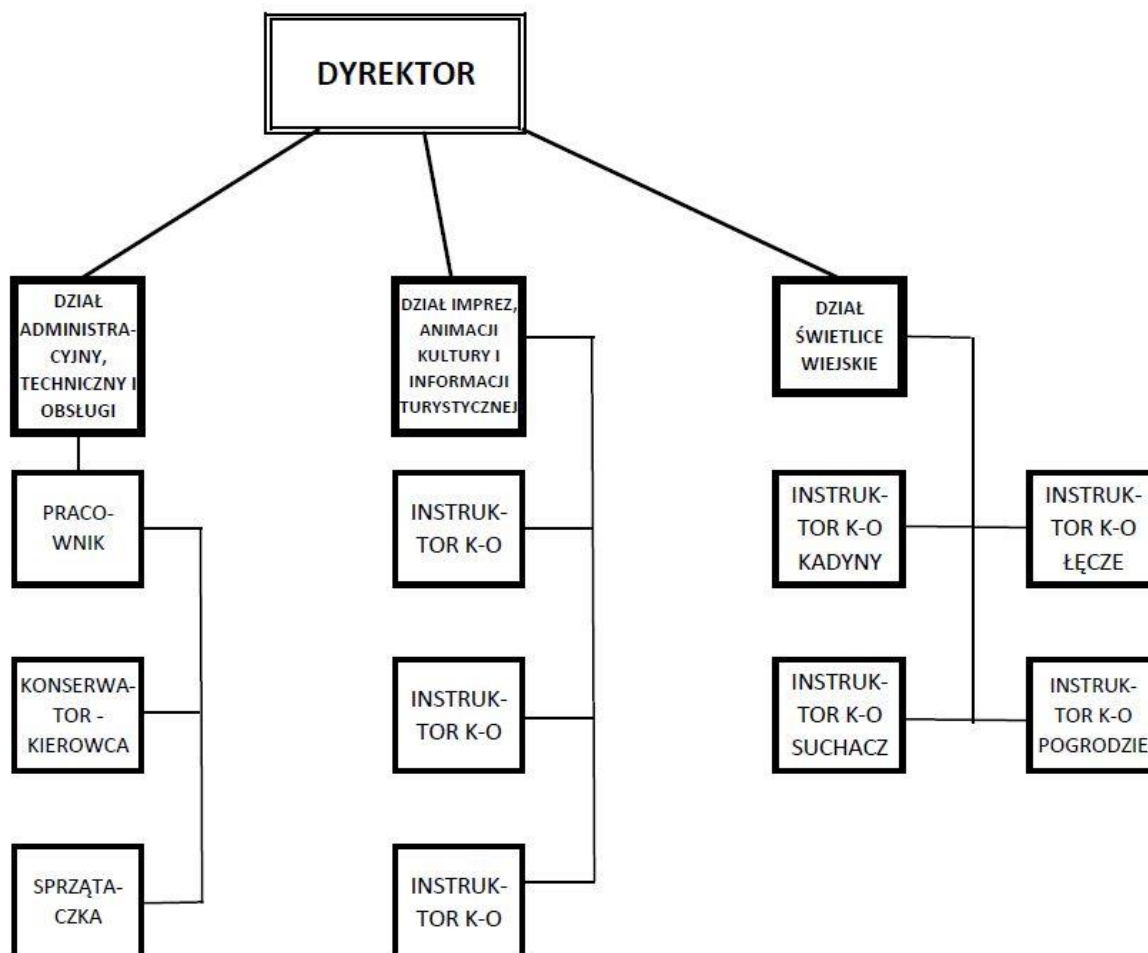 DYREKTOR
DZIAŁ
ADMINISTRA-
CYJNY,
TECHNICZNY I
OBSŁUGI
DZIAŁ IMPREZ,
ANIMACJI
KULTURY I
INFORMACJI
TURYSTYCZNEJ
DZIAŁ
ŚWIETLICE
WIEJSKIE
PRACO-
WNIK
INSTRUK-
TOR K-O
INSTRUK-
TOR K-O
KADYNY
INSTRUK-
TOR K-O
ŁĘCZE
KONSERWA-
TOR -
KIEROWCA
INSTRUK-
TOR K-O
INSTRUK-
TOR K-O
SUCHACZ
INSTRUK-
TOR K-O
POGRODZIE
SPRZĄTA-
CZKA
INSTRUK-
TOR K-O